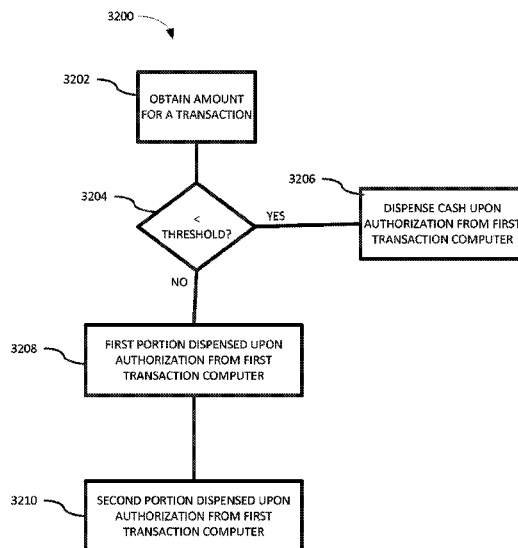 3200
3202
OBTAIN AMOUNT
FOR A TRANSACTION
3204
<
THRESHOLD?
YES
3206
DISPENSE CASH UPON
AUTHORIZATION FROM FIRST
TRANSACTION COMPUTER
NO
3208
FIRST PORTION DISPENSED UPON
AUTHORIZATION FROM FIRST
TRANSACTION COMPUTER
3210
SECOND PORTION DISPENSED UPON
AUTHORIZATION FROM FIRST
TRANSACTION COMPUTER